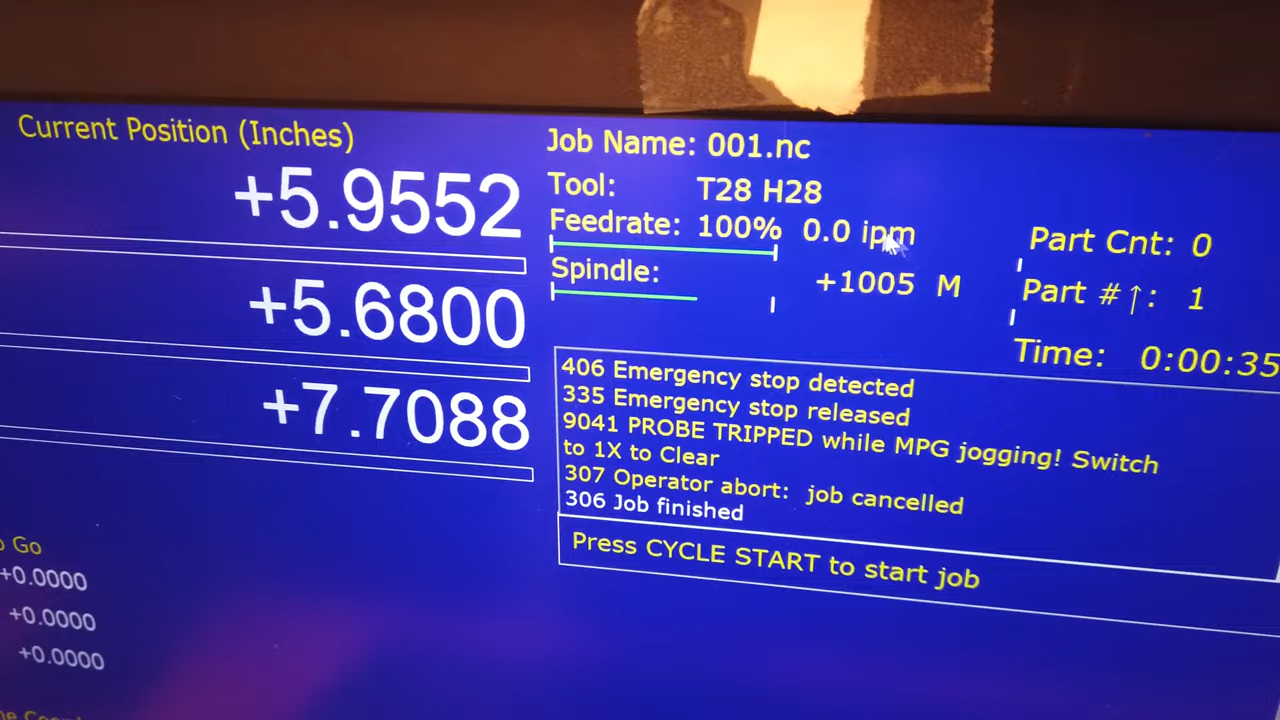 Current Position (Inches)
+5.9552
+5.6800
+7.7088
Go
+0.0000
+0.0000
+0.0000
Job Name: 001.nc
Tool: T28 H28
Feedrate: 100% 0.0 ipm
Spindle: +1005 M
Part Cnt: 0
Part #↑: 1
Time: 0:00:35
406 Emergency stop detected
335 Emergency stop released
9041 PROBE TRIPPED while MPG jogging! Switch
to 1X to Clear
307 Operator abort: job cancelled
306 Job finished
Press CYCLE START to start job